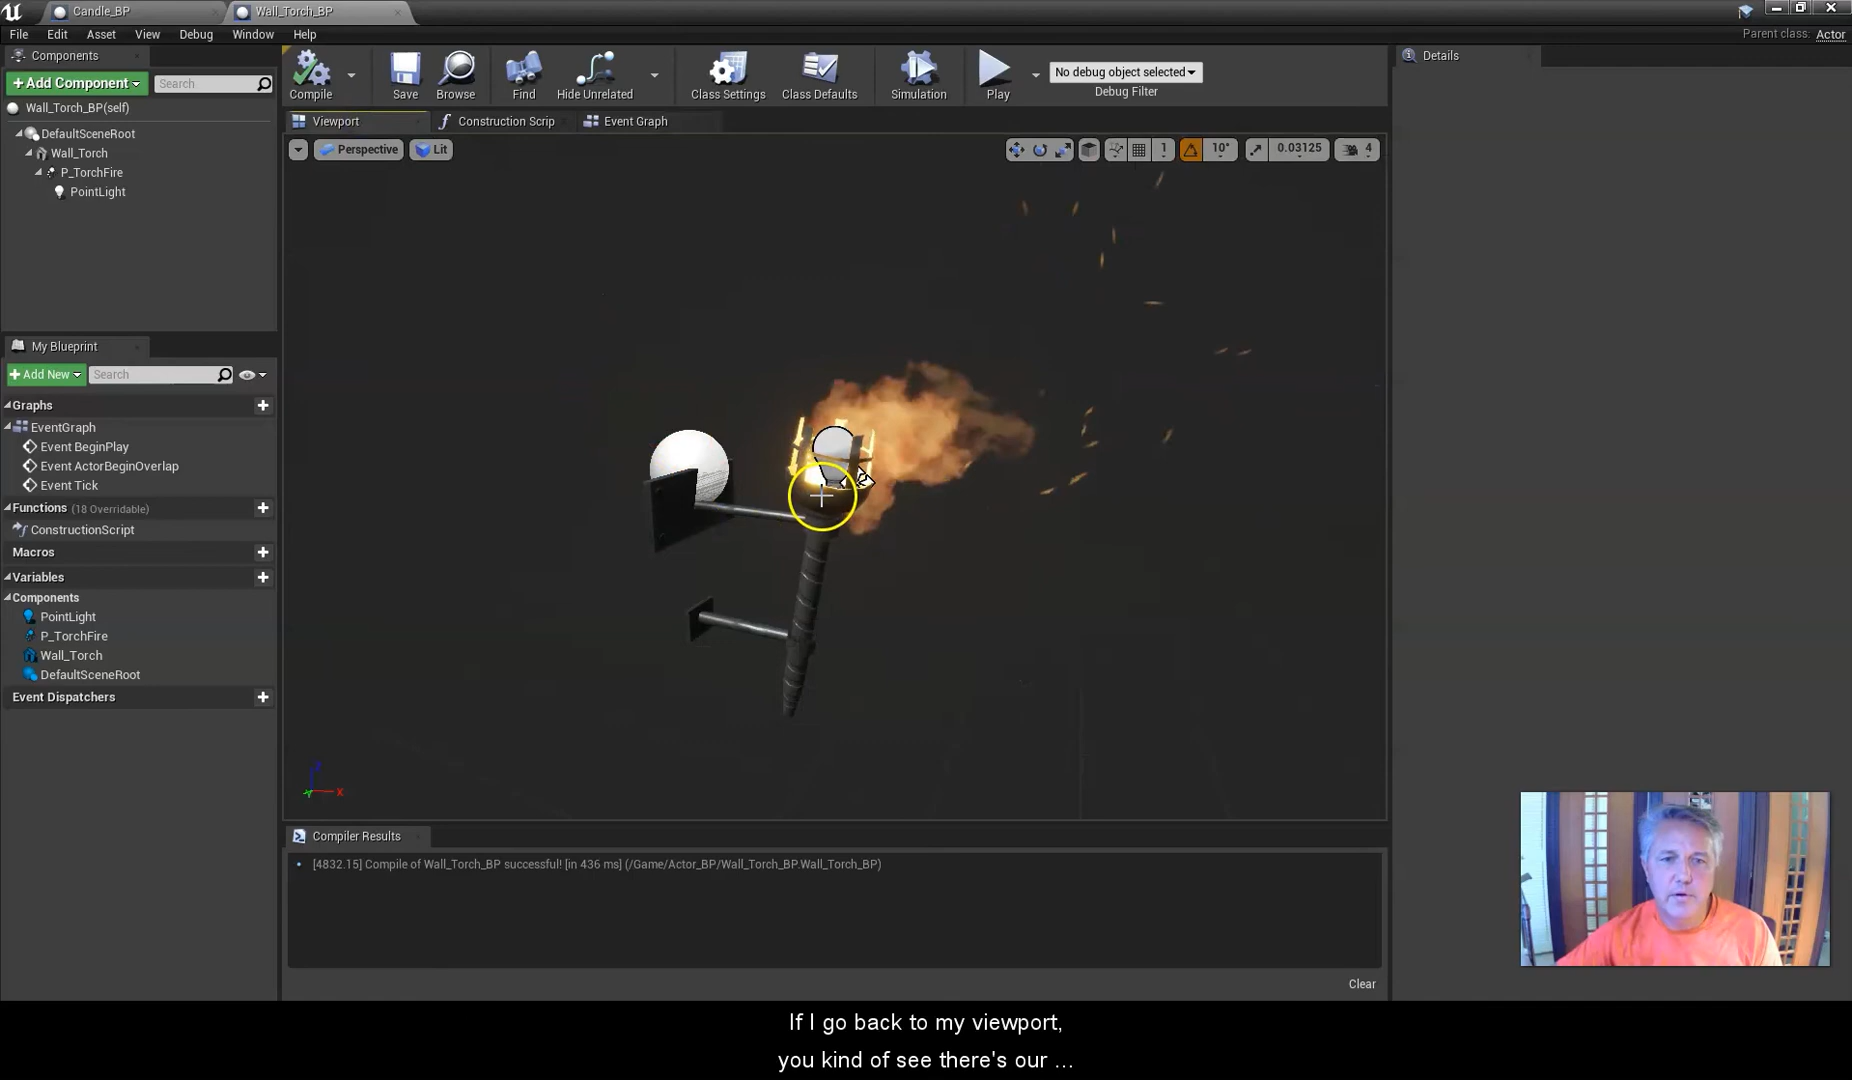 Candle_BP
Wall_Torch_BP
File Edit Asset View Debug Window Help
Parent class: Actor
Components
+ Add Component
Search
Wall_Torch_BP(self)
DefaultSceneRoot
Wall_Torch
P_TorchFire
PointLight
My Blueprint
+ Add New
Search
Graphs
EventGraph
Event BeginPlay
Event ActorBeginOverlap
Event Tick
Functions (18 Overridable)
ConstructionScript
Macros
Variables
Components
PointLight
P_TorchFire
Wall_Torch
DefaultSceneRoot
Event Dispatchers
Compile
Save
Browse
Find
Hide Unrelated
Class Settings
Class Defaults
Simulation
Play
No debug object selected
Debug Filter
Viewport
Construction Scrip
Event Graph
Perspective
Lit
1
10°
0.03125
4
Z
X
Compiler Results
[4832.15] Compile of Wall_Torch_BP successful! [in 436 ms] (/Game/Actor_BP/Wall_Torch_BP.Wall_Torch_BP)
Clear
Details
If I go back to my viewport,
you kind of see there's our ...